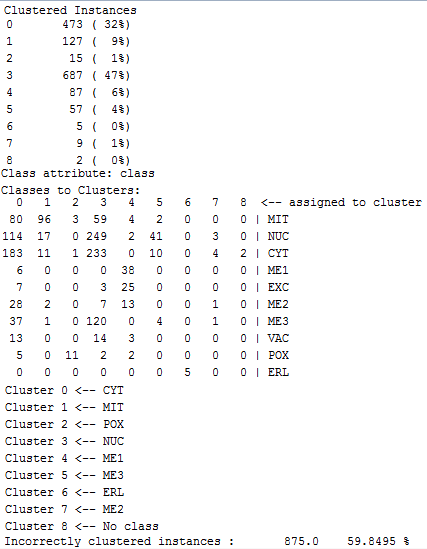 Clustered Instances
0 473 ( 32%)
1 127 ( 9%)
2 15 ( 1%)
3 687 ( 47%)
4 87 ( 6%)
5 57 ( 4%)
6 5 ( 0%)
7 9 ( 1%)
8 2 ( 0%)
Class attribute: class
Classes to Clusters:
0 1 2 3 4 5 6 7 8 <-- assigned to cluster
80 96 3 59 4 2 0 0 0 | MIT
114 17 0 249 2 41 0 3 0 | NUC
183 11 1 233 0 10 0 4 2 | CYT
6 0 0 0 38 0 0 0 0 | ME1
7 0 0 3 25 0 0 0 0 | EXC
28 2 0 7 13 0 0 1 0 | ME2
37 1 0 120 0 4 0 1 0 | ME3
13 0 0 14 3 0 0 0 0 | VAC
5 0 11 2 2 0 0 0 0 | POX
0 0 0 0 0 0 5 0 0 | ERL
Cluster 0 <-- CYT
Cluster 1 <-- MIT
Cluster 2 <-- POX
Cluster 3 <-- NUC
Cluster 4 <-- ME1
Cluster 5 <-- ME3
Cluster 6 <-- ERL
Cluster 7 <-- ME2
Cluster 8 <-- No class
Incorrectly clustered instances : 875.0 59.8495 %